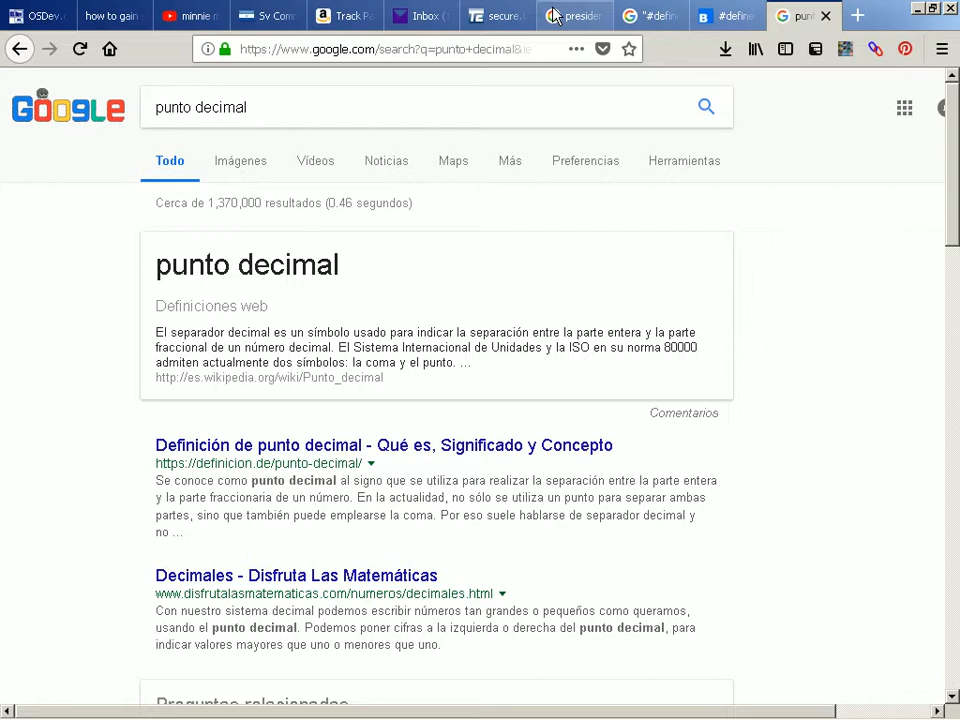 OSDev.
how to gain
minnie m
Sv Com
Track Pa
Inbox (
secure.
presider
"#defin
#define
pun
https://www.google.com/search?q=punto+decimal&ie
Google
punto decimal
Todo
Imágenes
Vídeos
Noticias
Maps
Más
Preferencias
Herramientas
Cerca de 1,370,000 resultados (0.46 segundos)
punto decimal
Definiciones web
El separador decimal es un símbolo usado para indicar la separación entre la parte entera y la parte
fraccional de un número decimal. El Sistema Internacional de Unidades y la ISO en su norma 80000
admiten actualmente dos símbolos: la coma y el punto. ...
http://es.wikipedia.org/wiki/Punto_decimal
Comentarios
Definición de punto decimal - Qué es, Significado y Concepto
https://definicion.de/punto-decimal/
Se conoce como punto decimal al signo que se utiliza para realizar la separación entre la parte entera
y la parte fraccionaria de un número. En la actualidad, no sólo se utiliza un punto para separar ambas
partes, sino que también puede emplearse la coma. Por eso suele hablarse de separador decimal y
no ...
Decimales - Disfruta Las Matemáticas
www.disfrutalasmatematicas.com/numeros/decimales.html
Con nuestro sistema decimal podemos escribir números tan grandes o pequeños como queramos,
usando el punto decimal. Podemos poner cifras a la izquierda o derecha del punto decimal, para
indicar valores mayores que uno o menores que uno.
Preguntas relacionadas